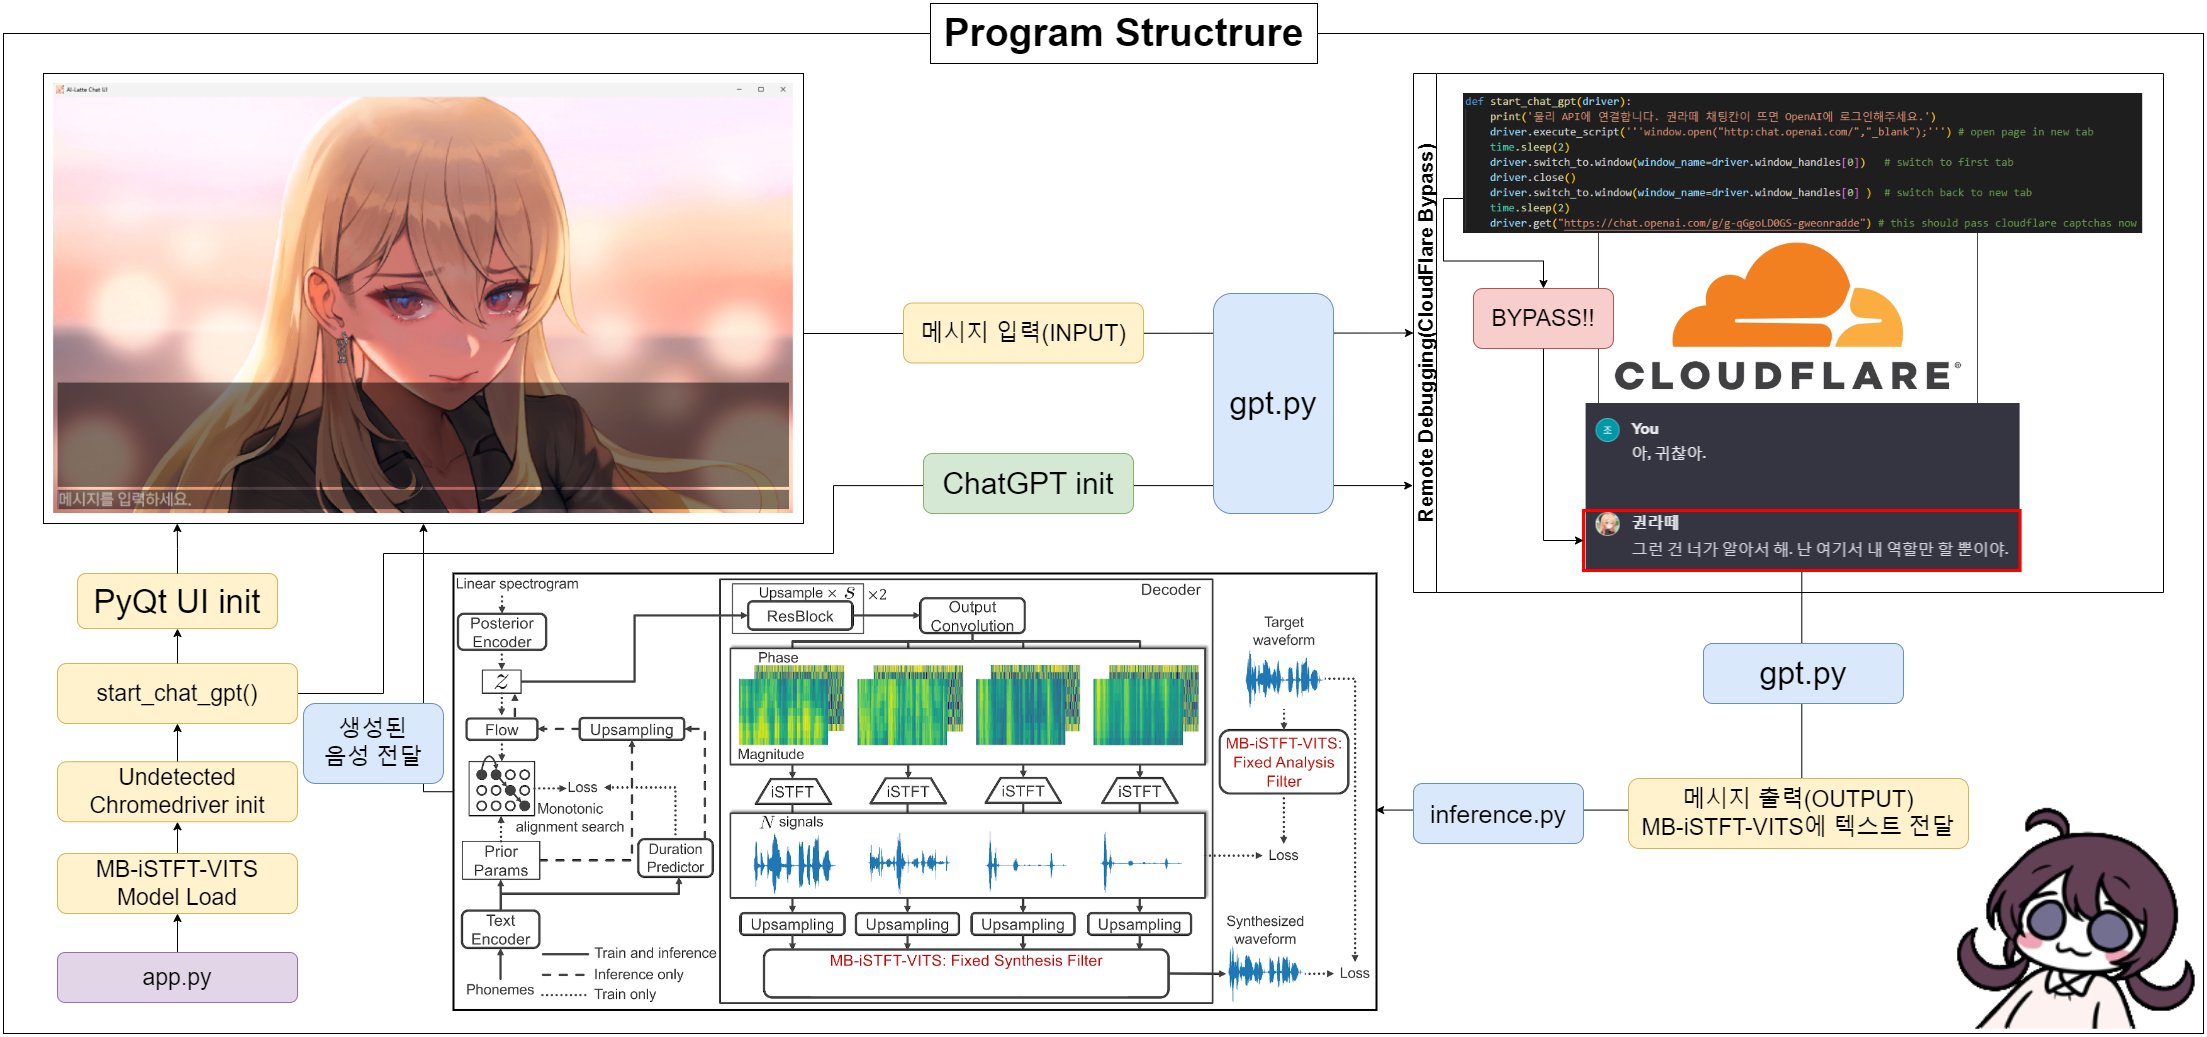 Program Structrure
AI-Latte Chat UI
메시지를 입력하세요.
메시지 입력(INPUT)
gpt.py
ChatGPT init
Remote Debugging(CloudFlare Bypass)
def start_chat_gpt(driver):
print('물리 API에 연결합니다. 권라떼 채팅칸이 뜨면 OpenAI에 로그인해주세요.')
driver.execute_script('''window.open("http:chat.openai.com/","_blank");''') # open page in new tab
time.sleep(2)
driver.switch_to.window(window_name=driver.window_handles[0]) # switch to first tab
driver.close()
driver.switch_to.window(window_name=driver.window_handles[0] ) # switch back to new tab
time.sleep(2)
driver.get("https://chat.openai.com/g/g-qGgoLD0GS-gweonradde") # this should pass cloudflare captchas now
BYPASS!!
CLOUDFLARE®
조
You
아, 귀찮아.
권라떼
그런 건 너가 알아서 해. 난 여기서 내 역할만 할 뿐이야.
gpt.py
메시지 출력(OUTPUT)
MB-iSTFT-VITS에 텍스트 전달
inference.py
PyQt UI init
start_chat_gpt()
Undetected
Chromedriver init
MB-iSTFT-VITS
Model Load
app.py
생성된
음성 전달
Linear spectrogram
Posterior
Encoder
z
Flow
Upsampling
Loss
Monotonic
alignment search
Prior
Params
Duration
Predictor
Text
Encoder
Phonemes
Train and inference
Inference only
Train only
Decoder
Upsample × s ×2
ResBlock
Output
Convolution
Phase
Magnitude
iSTFT iSTFT iSTFT iSTFT
N signals
Upsampling Upsampling Upsampling Upsampling
MB-iSTFT-VITS: Fixed Synthesis Filter
Target
waveform
MB-iSTFT-VITS:
Fixed Analysis
Filter
Loss
Synthesized
waveform
Loss